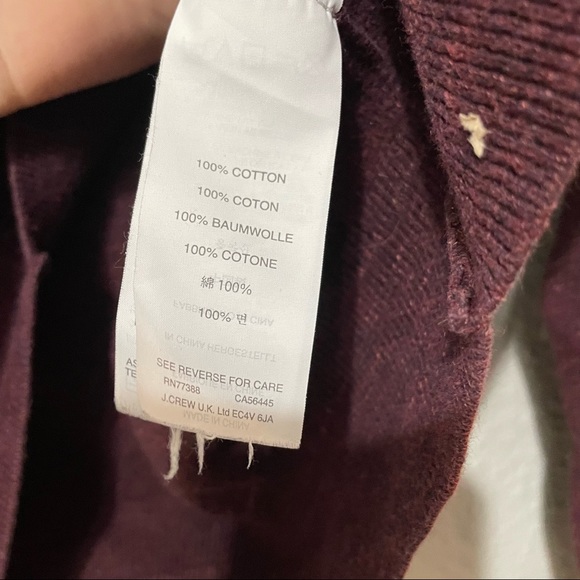 100% COTTON
100% COTON
100% BAUMWOLLE
100% COTONE
綿 100%
100% 면
SEE REVERSE FOR CARE
RN77388 CA56445
J.CREW U.K. Ltd EC4V 6JA